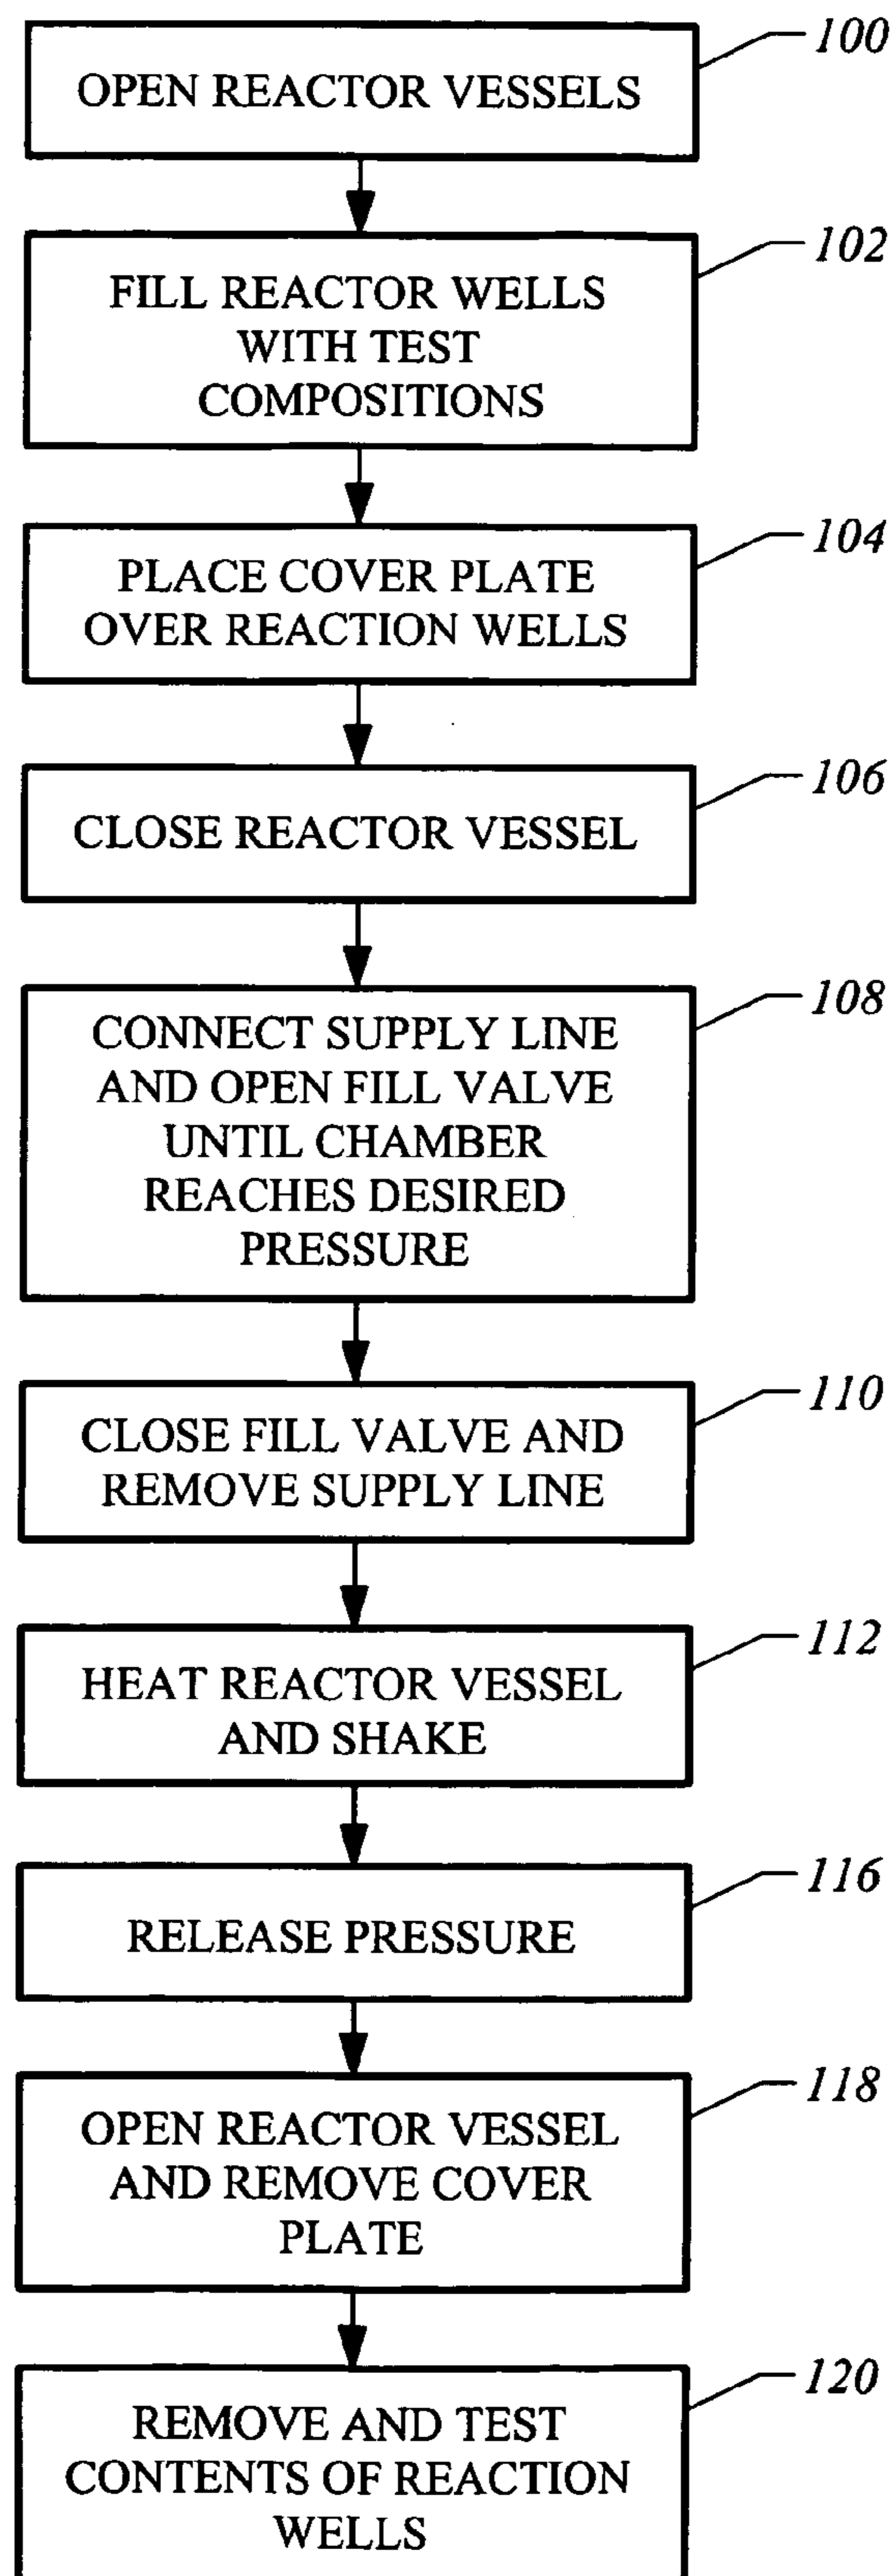 100
OPEN REACTOR VESSELS
102
FILL REACTOR WELLS
WITH TEST
COMPOSITIONS
104
PLACE COVER PLATE
OVER REACTION WELLS
106
CLOSE REACTOR VESSEL
108
CONNECT SUPPLY LINE
AND OPEN FILL VALVE
UNTIL CHAMBER
REACHES DESIRED
PRESSURE
110
CLOSE FILL VALVE AND
REMOVE SUPPLY LINE
112
HEAT REACTOR VESSEL
AND SHAKE
116
RELEASE PRESSURE
118
OPEN REACTOR VESSEL
AND REMOVE COVER
PLATE
120
REMOVE AND TEST
CONTENTS OF REACTION
WELLS